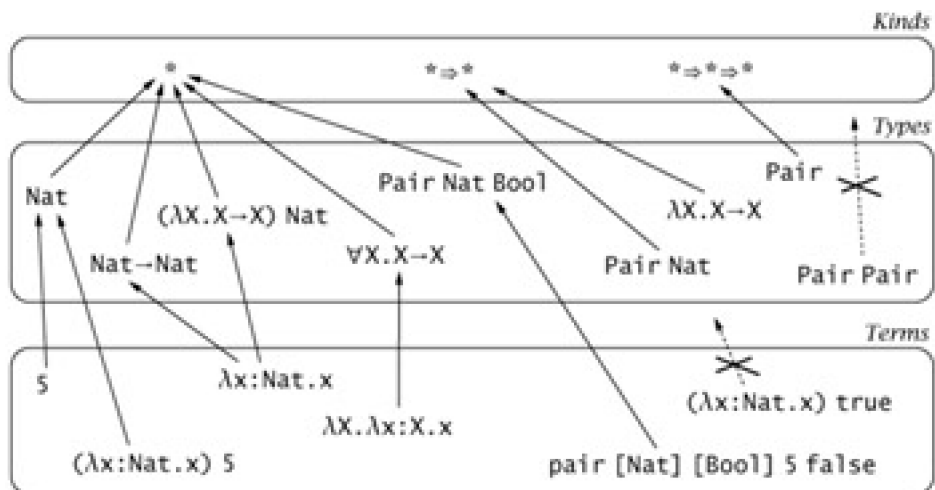 Kinds
* *⇒* *⇒*⇒*
Types
Nat
Pair Nat Bool
Pair
(λX.X→X) Nat
λX.X→X
Nat→Nat
∀X.X→X
Pair Nat
Pair Pair
Terms
5
λx:Nat.x
(λx:Nat.x) true
λX.λx:X.x
(λx:Nat.x) 5
pair [Nat] [Bool] 5 false